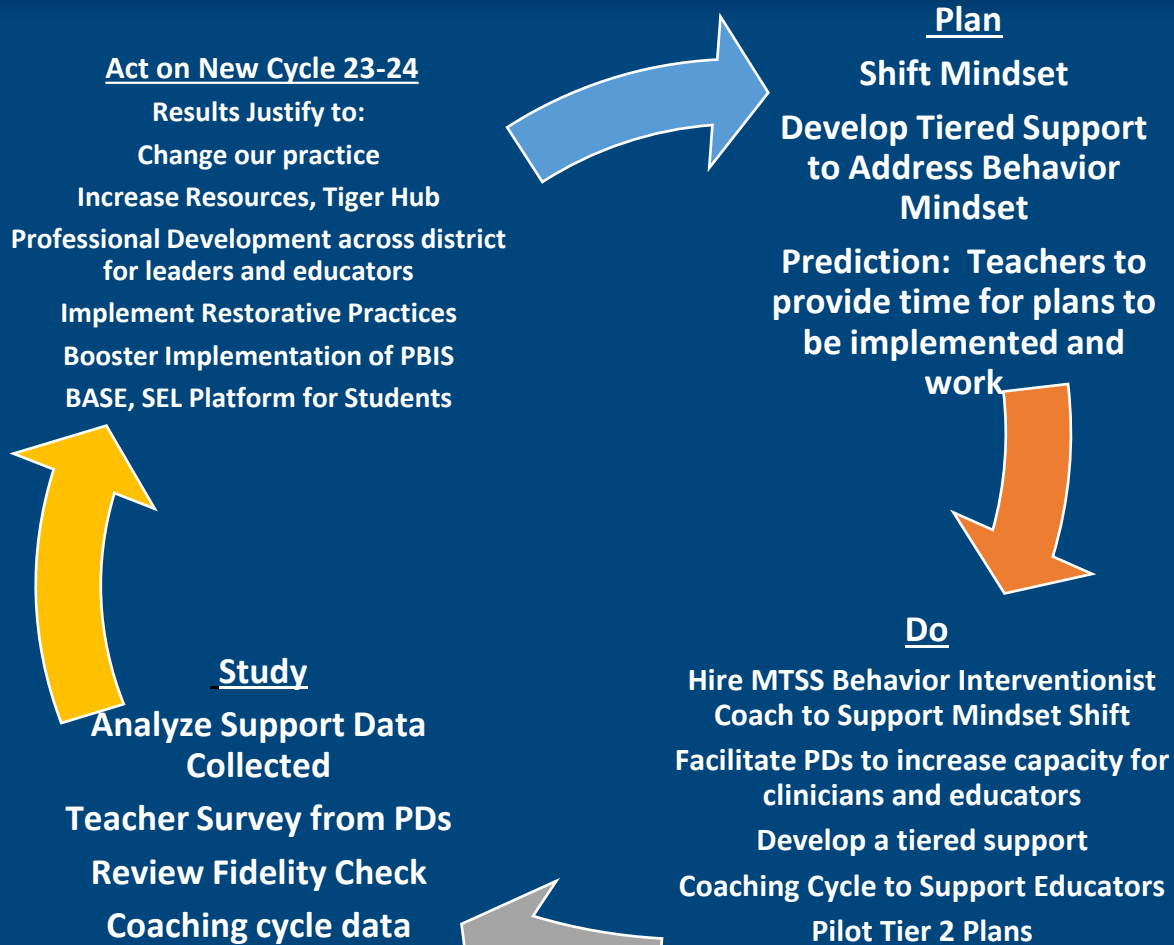 Plan
Shift Mindset
Develop Tiered Support
to Address Behavior
Mindset
Prediction: Teachers to
provide time for plans to
be implemented and
work
Do
Hire MTSS Behavior Interventionist
Coach to Support Mindset Shift
Facilitate PDs to increase capacity for
clinicians and educators
Develop a tiered support
Coaching Cycle to Support Educators
Pilot Tier 2 Plans
Study
Analyze Support Data
Collected
Teacher Survey from PDs
Review Fidelity Check
Coaching cycle data
Act on New Cycle 23-24
Results Justify to:
Change our practice
Increase Resources, Tiger Hub
Professional Development across district
for leaders and educators
Implement Restorative Practices
Booster Implementation of PBIS
BASE, SEL Platform for Students